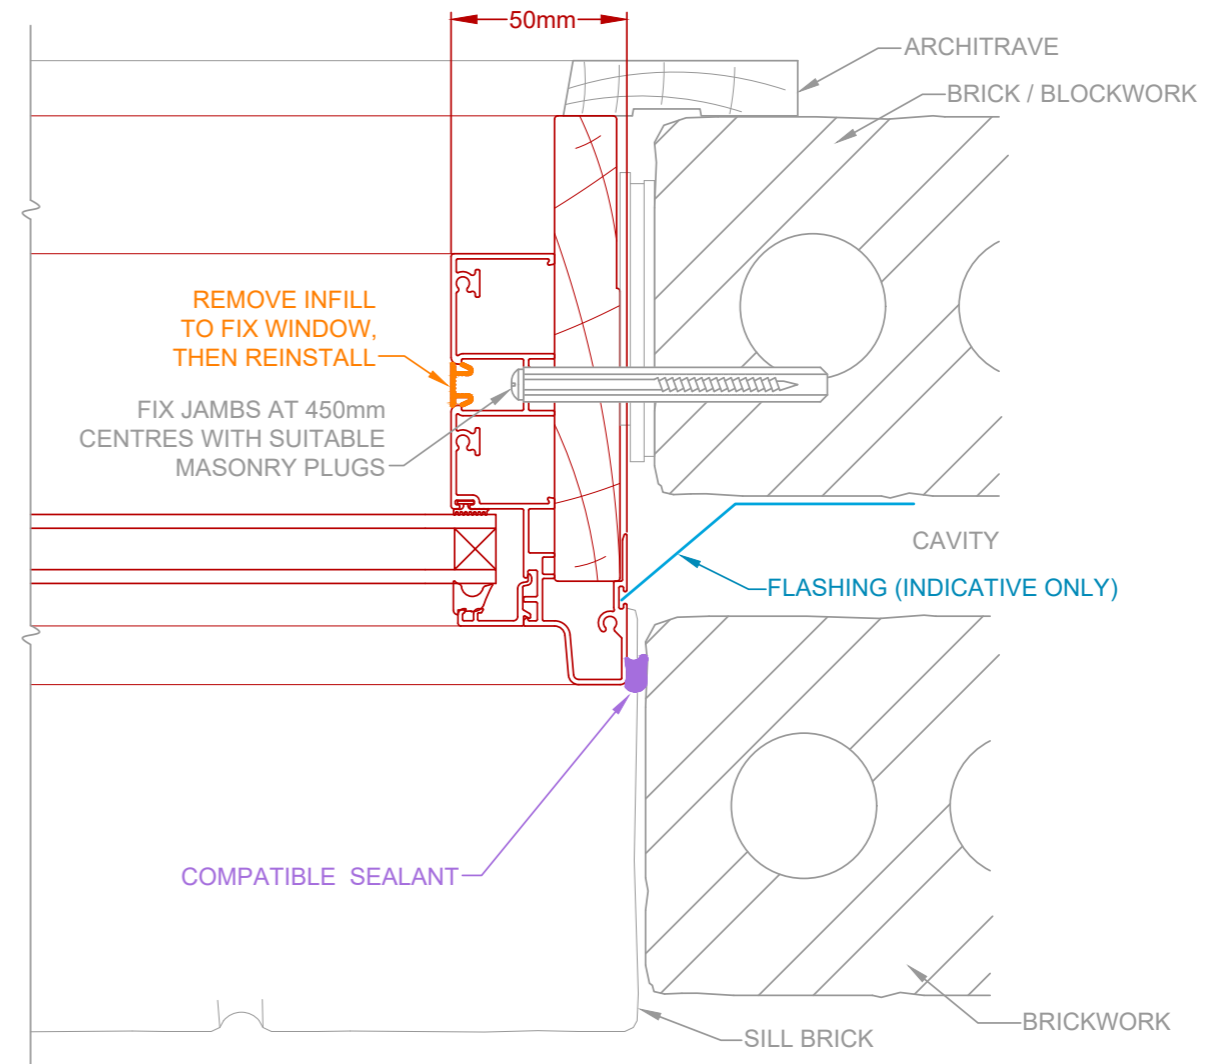 50mm
ARCHITRAVE
BRICK / BLOCKWORK
REMOVE INFILL
TO FIX WINDOW,
THEN REINSTALL
FIX JAMBS AT 450mm
CENTRES WITH SUITABLE
MASONRY PLUGS
CAVITY
FLASHING (INDICATIVE ONLY)
COMPATIBLE SEALANT
BRICKWORK
SILL BRICK